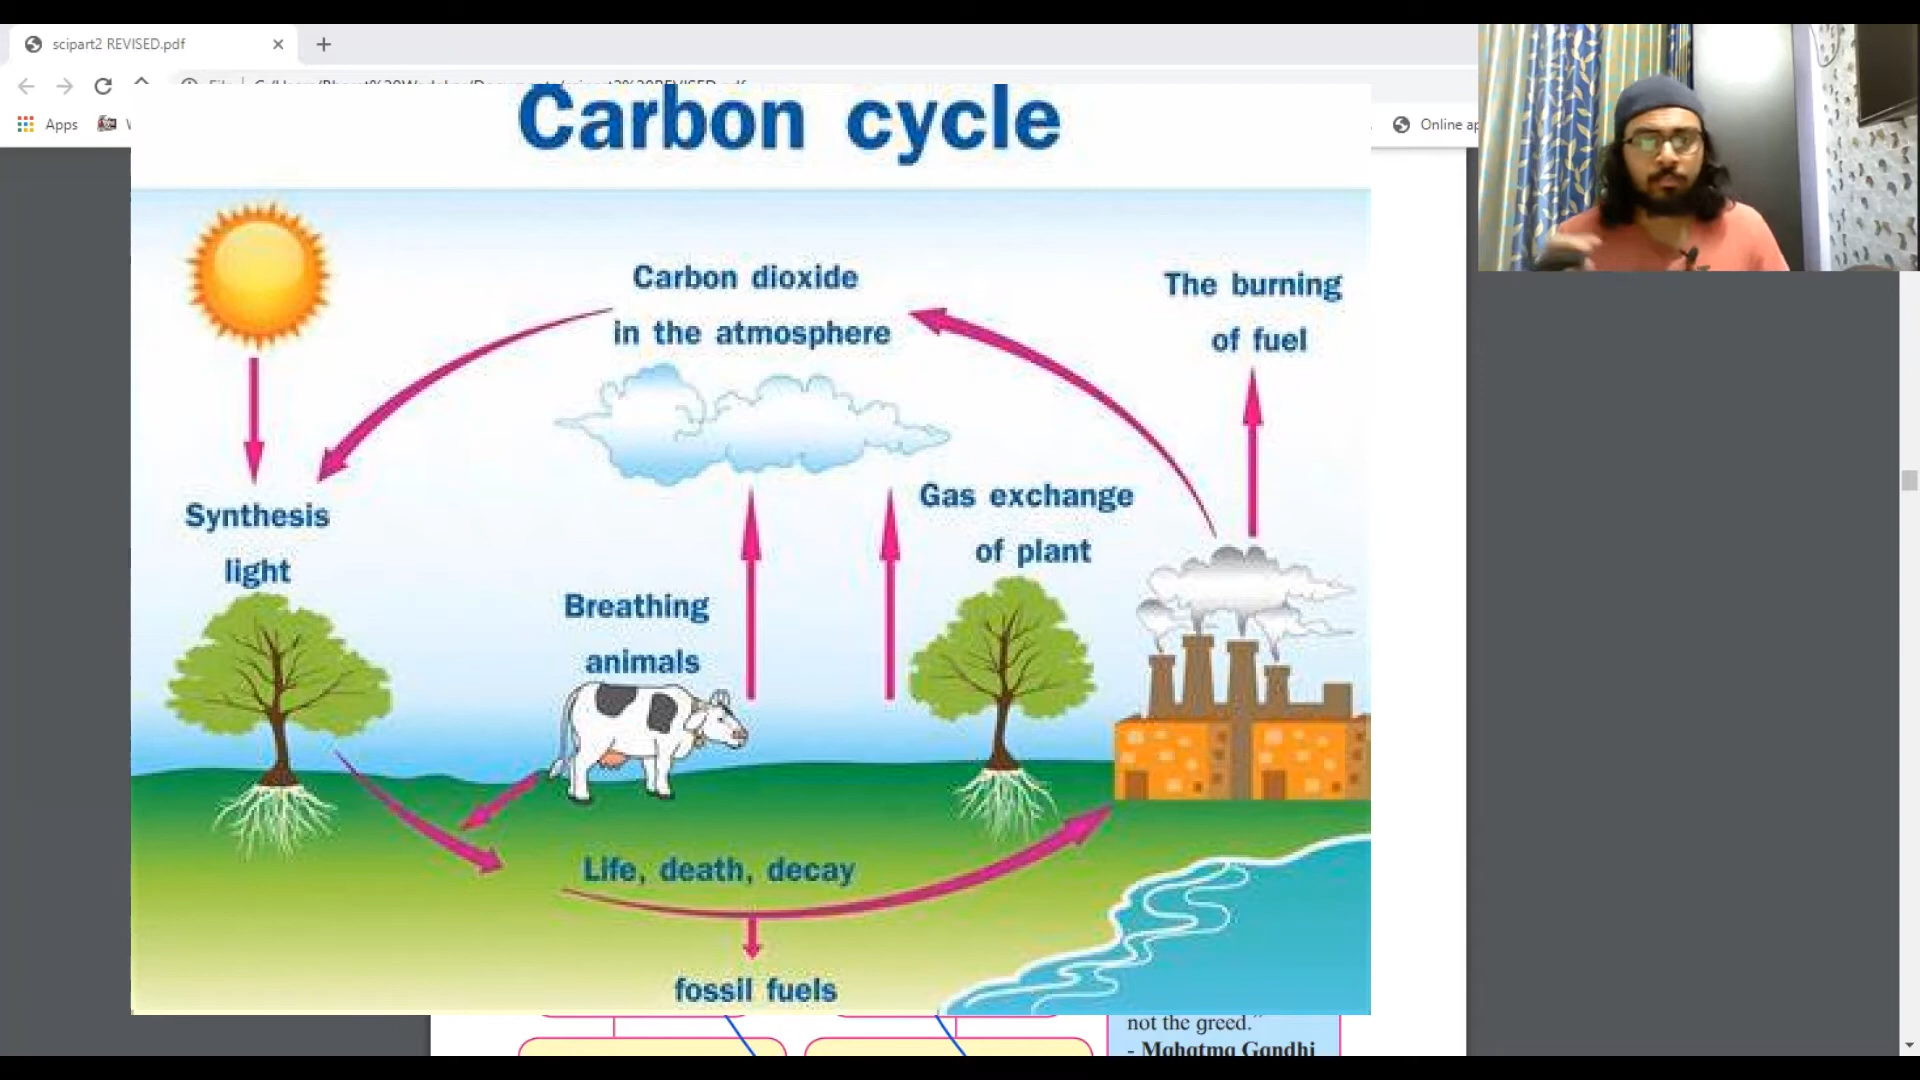 scipart2 REVISED.pdf
Apps
Online ap
Carbon cycle
Carbon dioxide
in the atmosphere
The burning
of fuel
Synthesis
light
Gas exchange
of plant
Breathing
animals
Life, death, decay
fossil fuels
not the greed.”
- Mahatma Gandhi